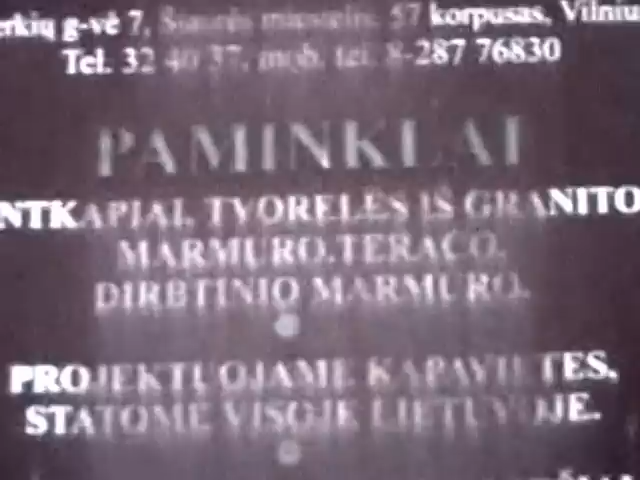 erkių g-vė 7, Šiaurės miestelis, 57 korpusas, Vilniu
Tel. 32 40 37, mob. tel. 8-287 76830
PAMINKLAI
NTKAPIAI, TVORELĖS IŠ GRANITO
MARMURO, TERACO,
DIRBTINIO MARMURO.
PROJEKTUOJAME KAPAVIETES,
STATOME VISOJE LIETUVOJE.